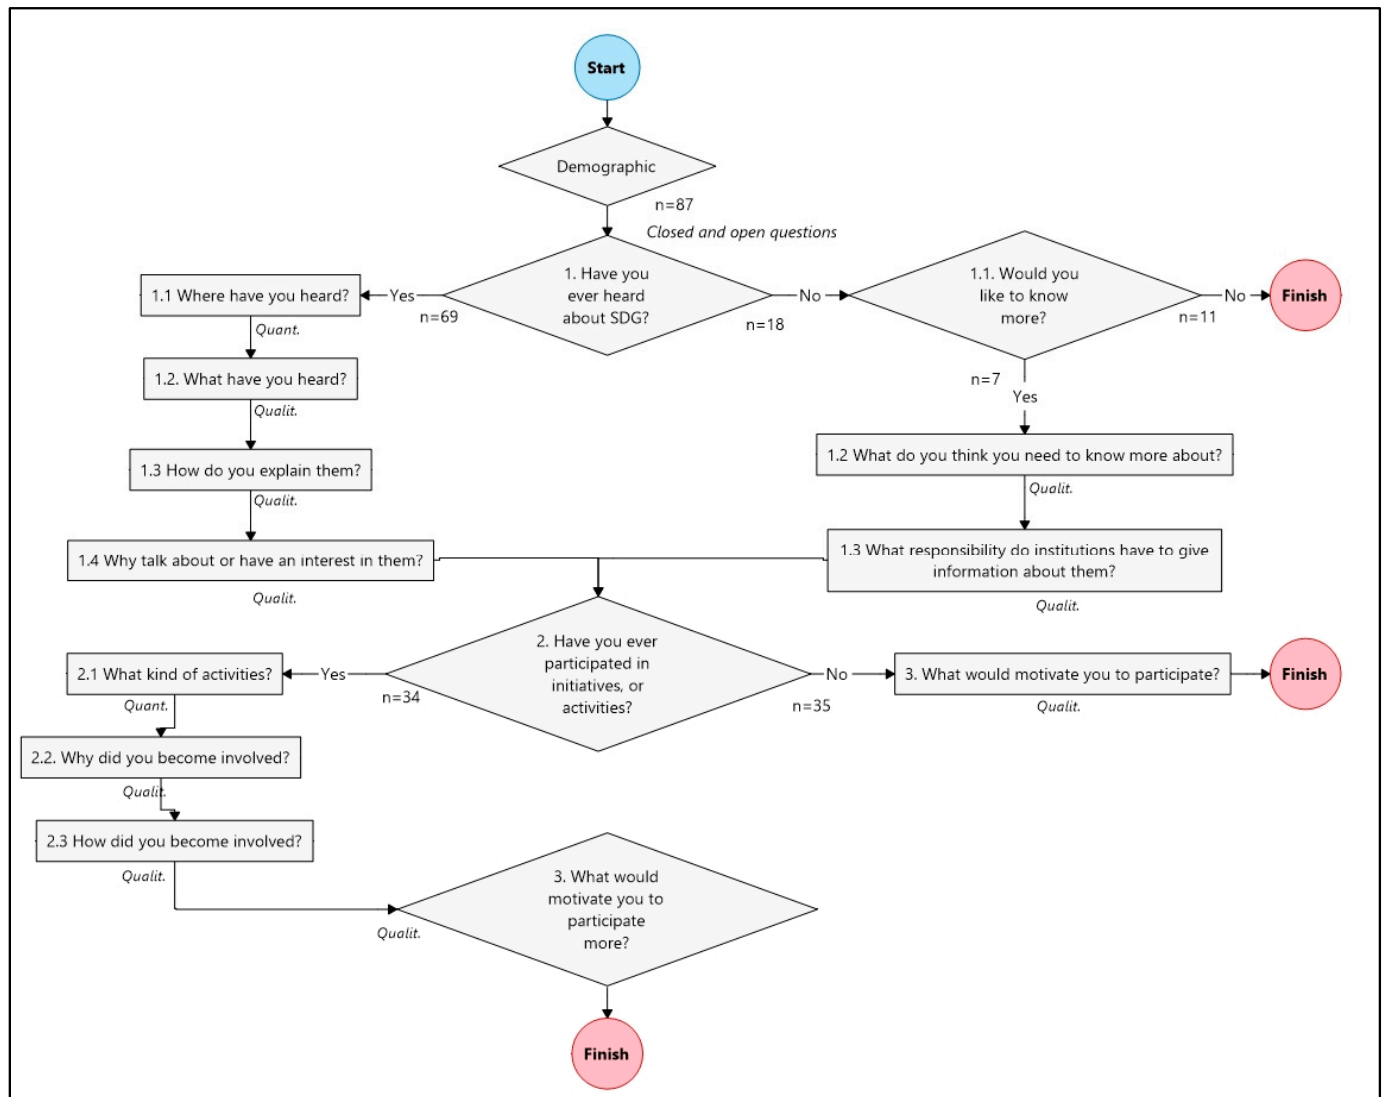 Start
Demographic
n=87
Closed and open questions
1. Have you
ever heard
about SDG?
Yes
n=69
No
n=18
1.1. Would you
like to know
more?
No
n=11
Finish
n=7
Yes
1.1 Where have you heard?
Quant.
1.2. What have you heard?
Qualit.
1.3 How do you explain them?
Qualit.
1.4 Why talk about or have an interest in them?
Qualit.
1.2 What do you think you need to know more about?
Qualit.
1.3 What responsibility do institutions have to give
information about them?
Qualit.
2. Have you ever
participated in
initiatives, or
activities?
Yes
n=34
No
n=35
3. What would motivate you to participate?
Qualit.
Finish
2.1 What kind of activities?
Quant.
2.2. Why did you become involved?
Qualit.
2.3 How did you become involved?
Qualit.
Qualit.
3. What would
motivate you to
participate
more?
Finish